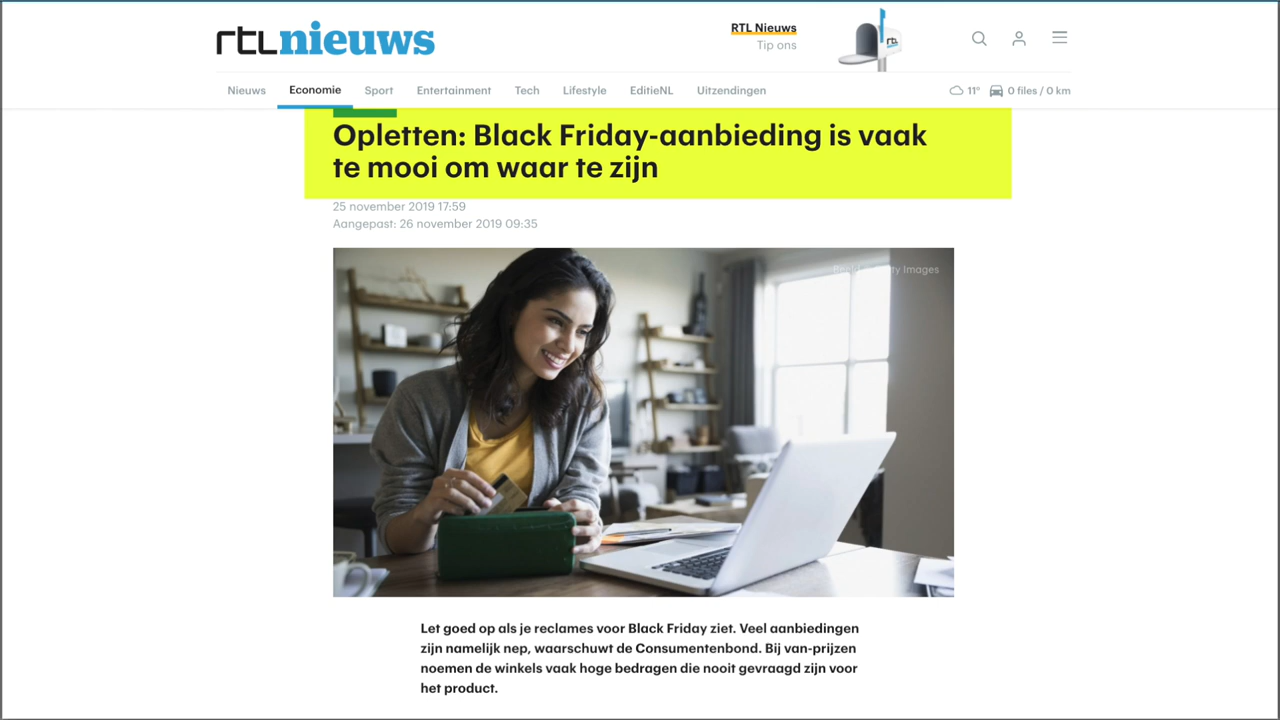 rtlnieuws
RTL Nieuws
Tip ons
rtl
Nieuws Economie Sport Entertainment Tech Lifestyle EditieNL Uitzendingen 11° 0 files / 0 km
Opletten: Black Friday-aanbieding is vaak
te mooi om waar te zijn
25 november 2019 17:59
Aangepast: 26 november 2019 09:35
Images
Let goed op als je reclames voor Black Friday ziet. Veel aanbiedingen
zijn namelijk nep, waarschuwt de Consumentenbond. Bij van-prijzen
noemen de winkels vaak hoge bedragen die nooit gevraagd zijn voor
het product.